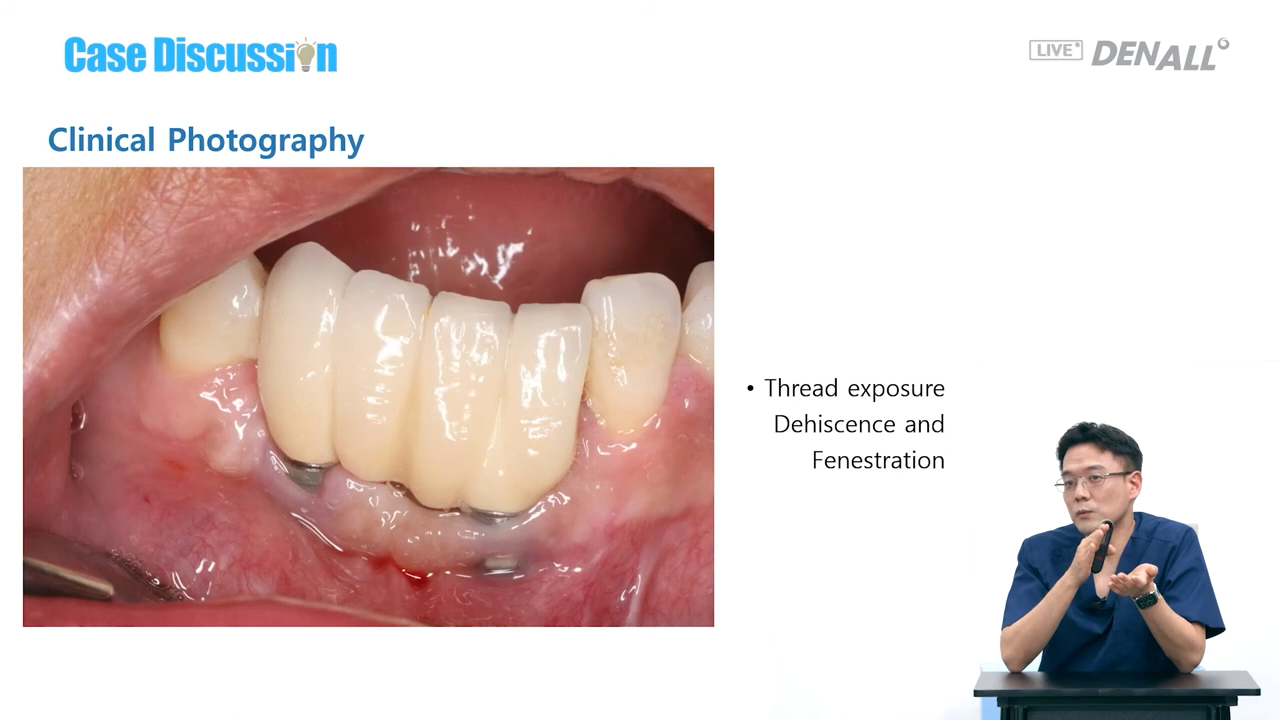 Case Discussion
LIVE DENALL
Clinical Photography
• Thread exposure
Dehiscence and
Fenestration